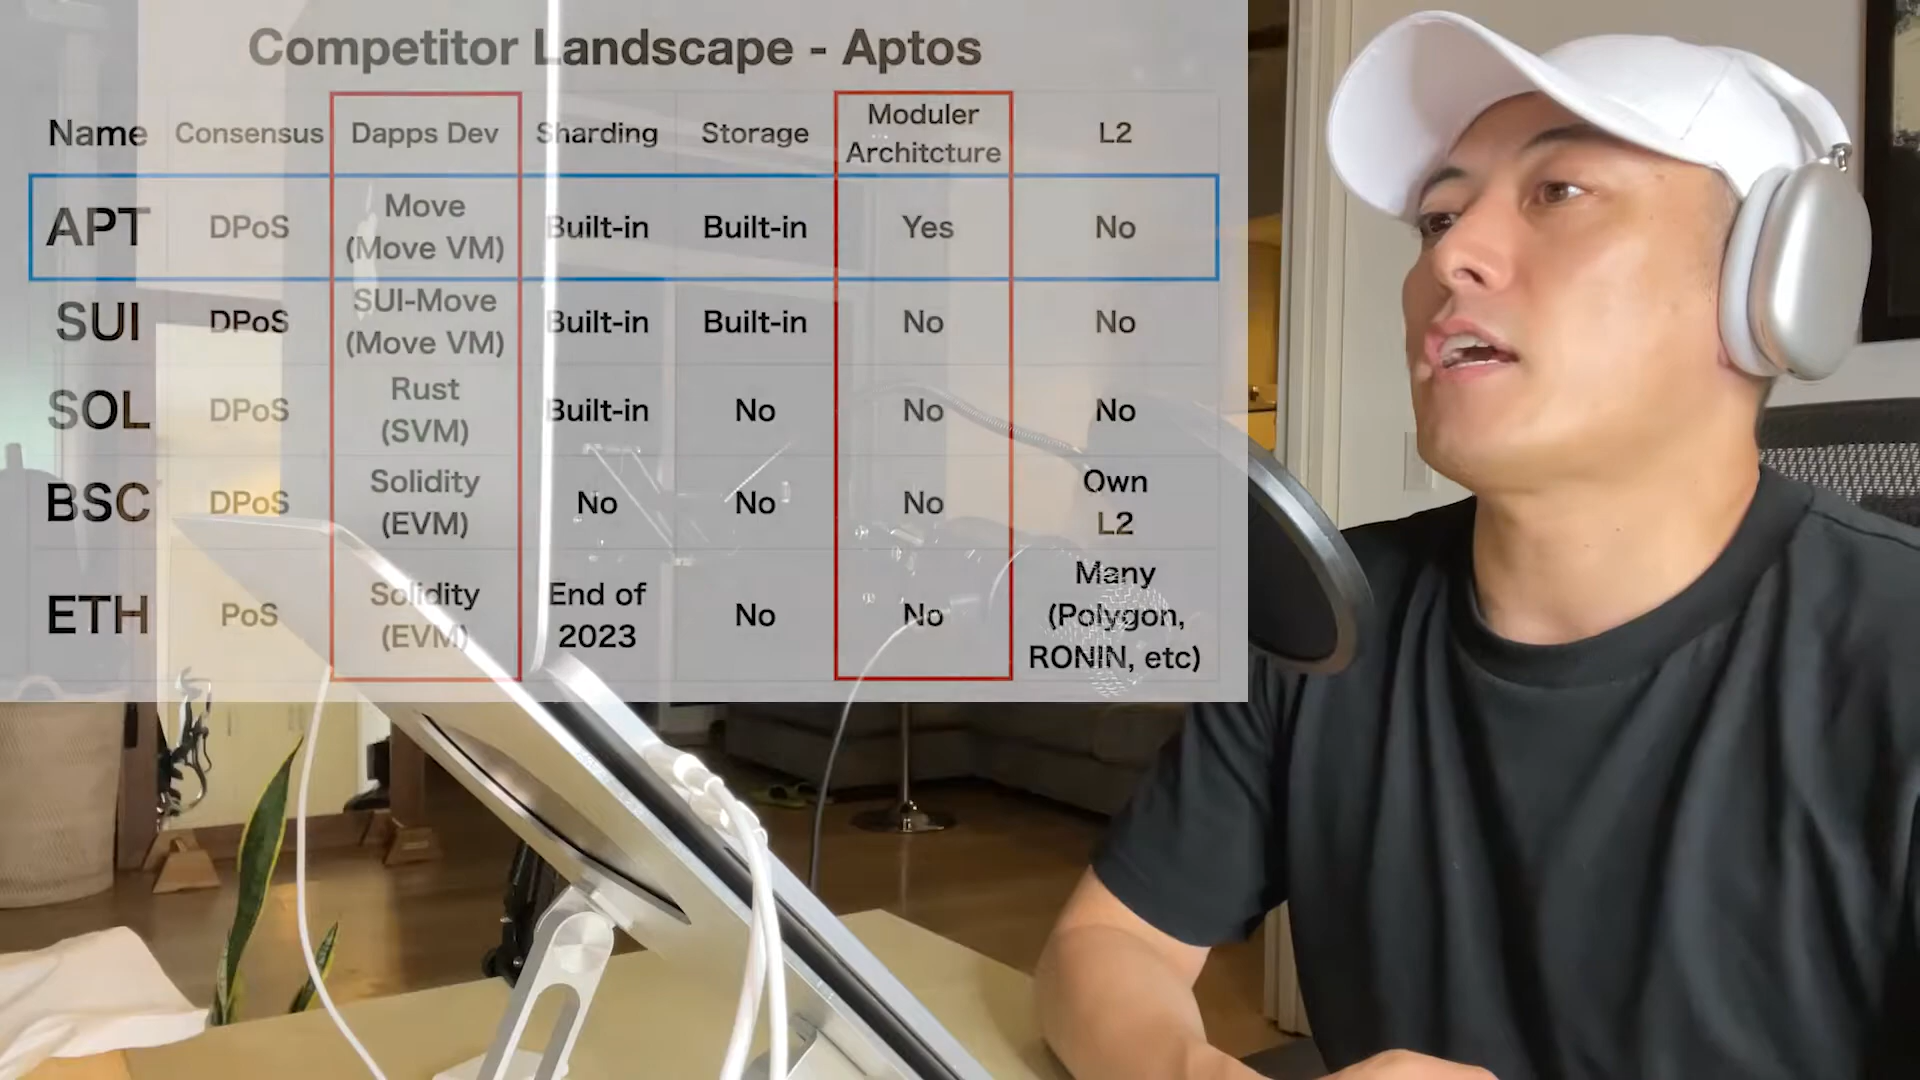 Competitor Landscape - Aptos
Name Consensus Dapps Dev Sharding Storage Moduler Architcture L2
APT DPoS Move (Move VM) Built-in Built-in Yes No
SUI DPoS SUI-Move (Move VM) Built-in Built-in No No
SOL DPoS Rust (SVM) Built-in No No No
BSC DPoS Solidity (EVM) No No No Own L2
ETH PoS Solidity (EVM) End of 2023 No No Many (Polygon, RONIN, etc)